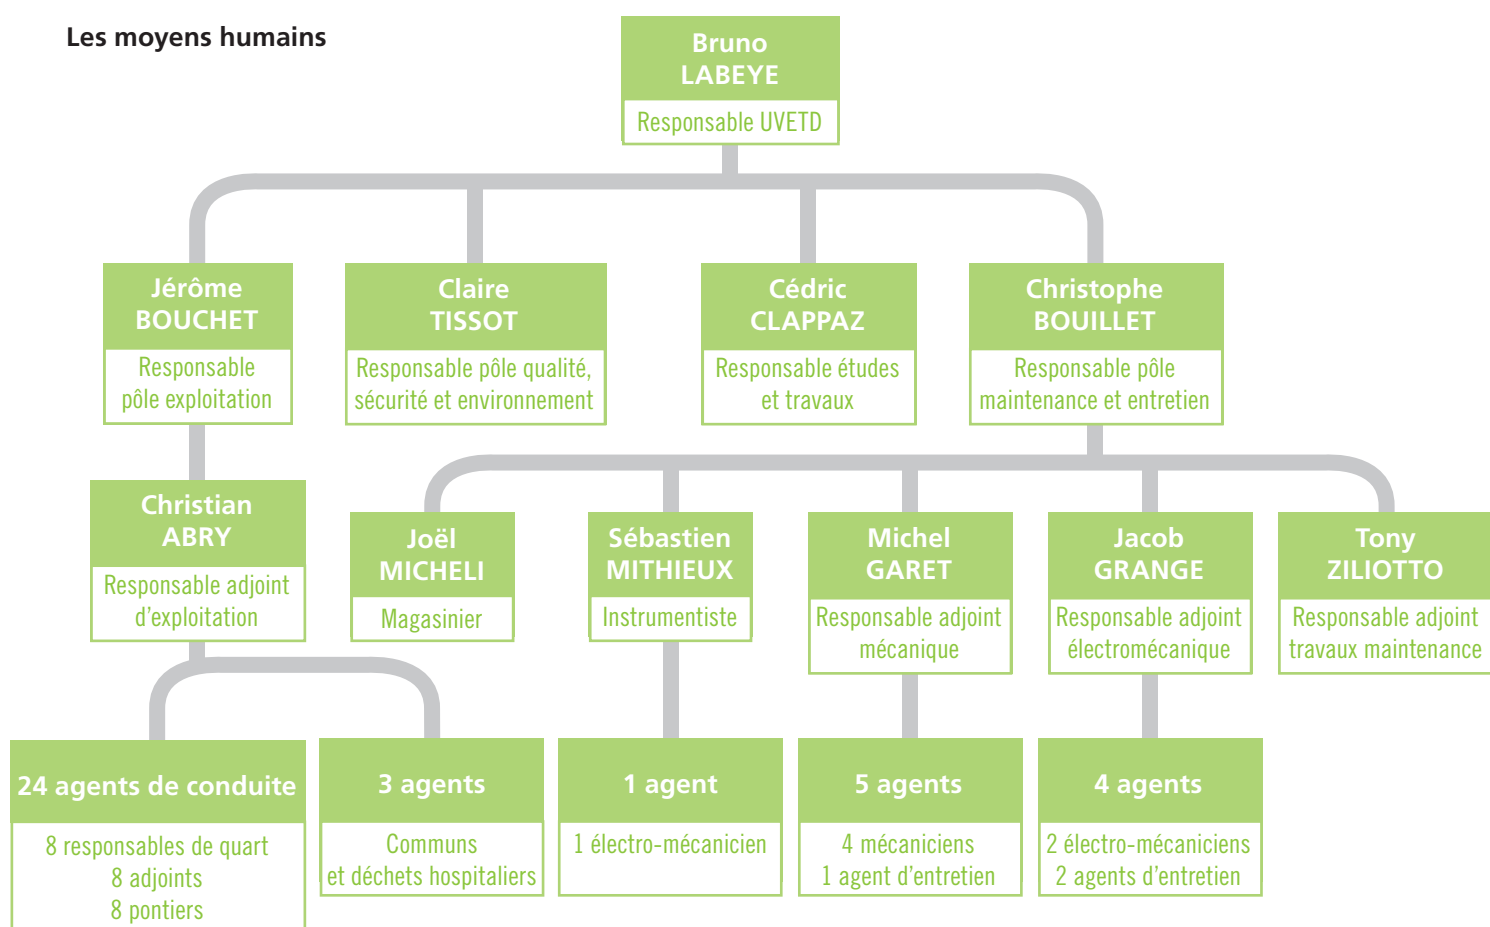 Les moyens humains
Bruno
LABEYE
Responsable UVETD
Jérôme
BOUCHET
Responsable
pôle exploitation
Claire
TISSOT
Responsable pôle qualité,
sécurité et environnement
Cédric
CLAPPAZ
Responsable études
et travaux
Christophe
BOUILLET
Responsable pôle
maintenance et entretien
Christian
ABRY
Responsable adjoint
d'exploitation
Joël
MICHELI
Magasinier
Sébastien
MITHIEUX
Instrumentiste
Michel
GARET
Responsable adjoint
mécanique
Jacob
GRANGE
Responsable adjoint
électromécanique
Tony
ZILIOTTO
Responsable adjoint
travaux maintenance
24 agents de conduite
8 responsables de quart
8 adjoints
8 pontiers
3 agents
Communs
et déchets hospitaliers
1 agent
1 électro-mécanicien
5 agents
4 mécaniciens
1 agent d'entretien
4 agents
2 électro-mécaniciens
2 agents d'entretien